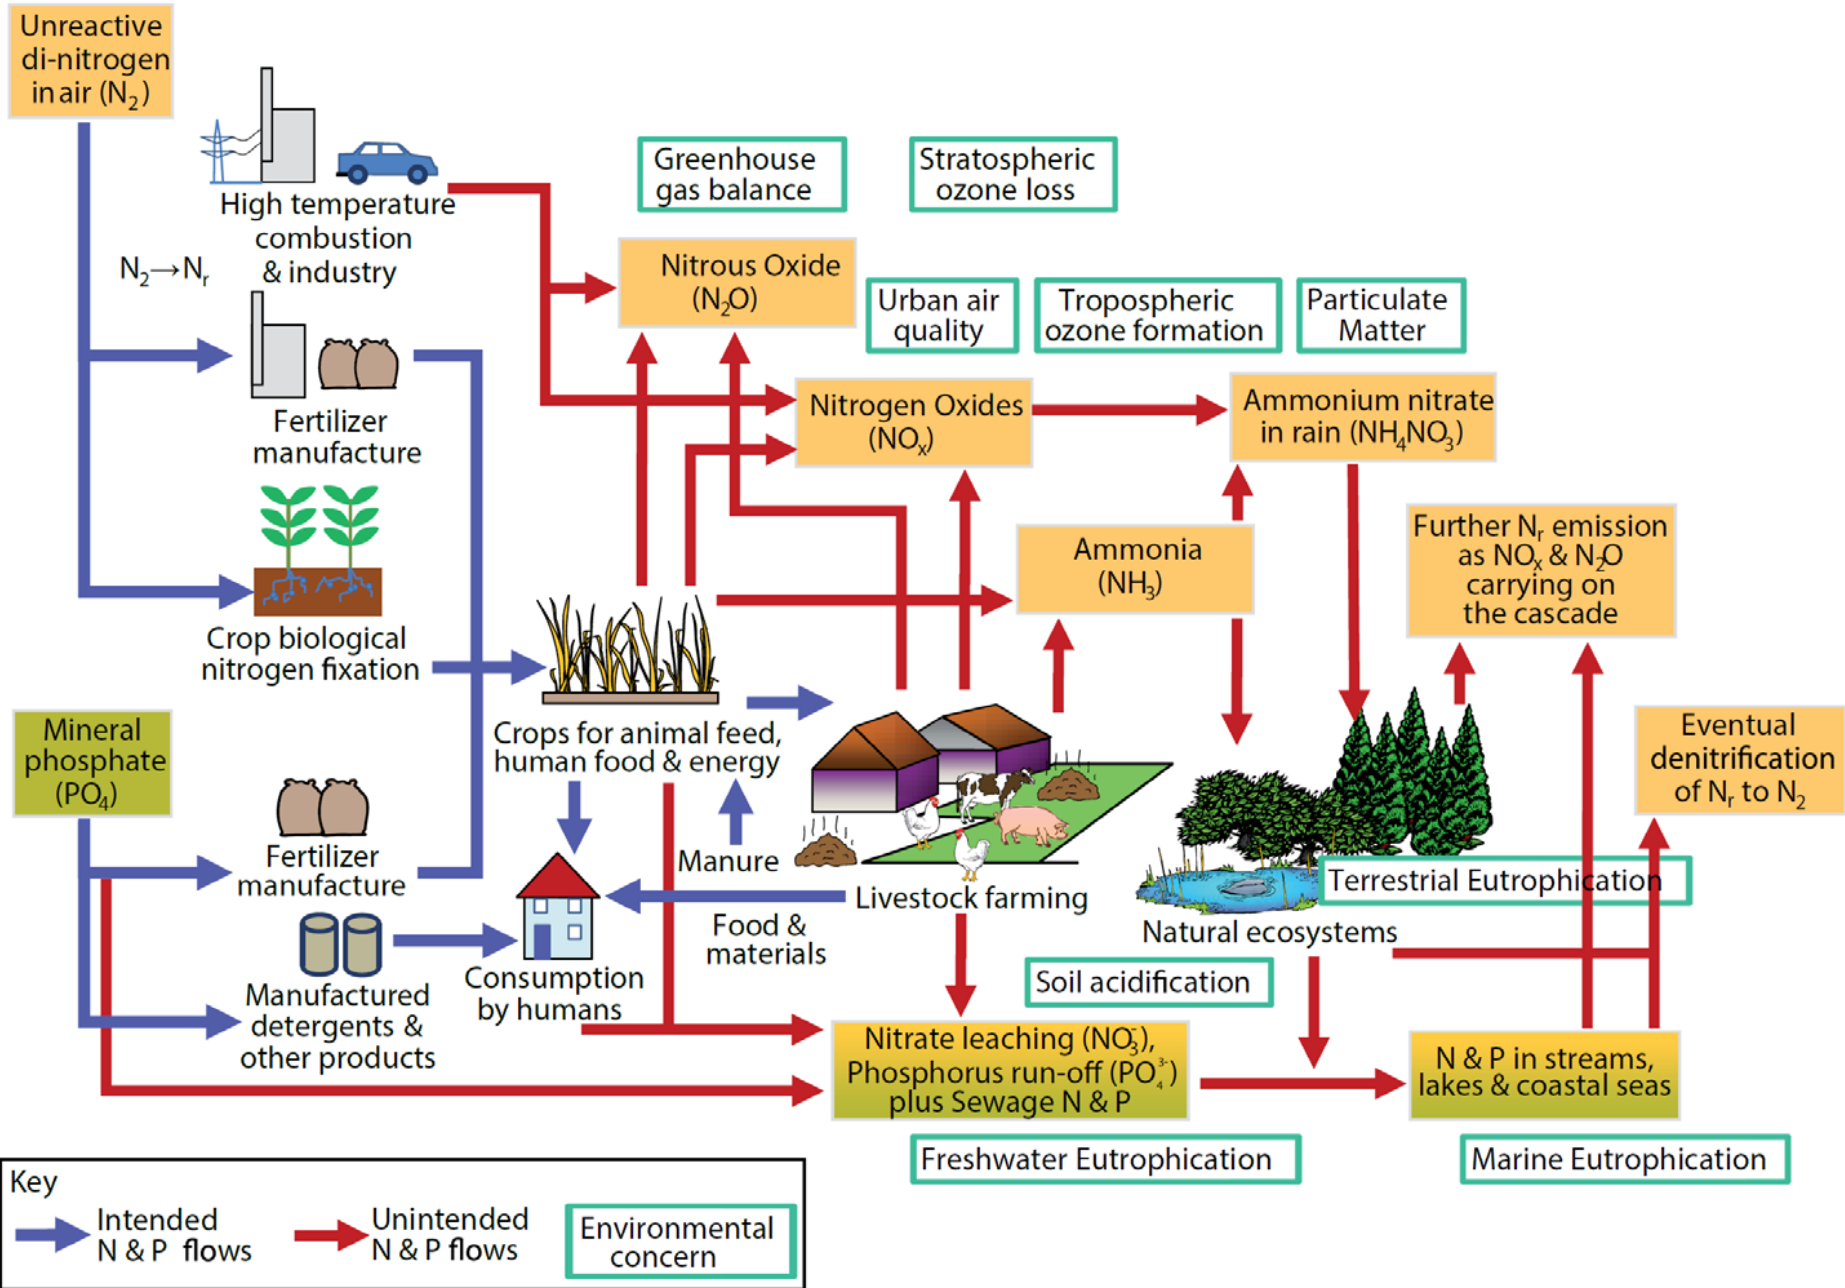 Unreactive
di-nitrogen
in air (N₂)
High temperature
combustion
& industry
N₂→Nᵣ
Fertilizer
manufacture
Crop biological
nitrogen fixation
Mineral
phosphate
(PO₄)
Fertilizer
manufacture
Manufactured
detergents &
other products
Greenhouse
gas balance
Stratospheric
ozone loss
Nitrous Oxide
(N₂O)
Urban air
quality
Tropospheric
ozone formation
Particulate
Matter
Nitrogen Oxides
(NOₓ)
Ammonium nitrate
in rain (NH₄NO₃)
Ammonia
(NH₃)
Further Nᵣ emission
as NOₓ & N₂O
carrying on
the cascade
Crops for animal feed,
human food & energy
Manure
Livestock farming
Food &
materials
Consumption
by humans
Eventual
denitrification
of Nᵣ to N₂
Terrestrial Eutrophication
Natural ecosystems
Soil acidification
Nitrate leaching (NO₃⁻),
Phosphorus run-off (PO₄³⁻)
plus Sewage N & P
N & P in streams,
lakes & coastal seas
Freshwater Eutrophication
Marine Eutrophication
Key
Intended
N & P flows
Unintended
N & P flows
Environmental
concern